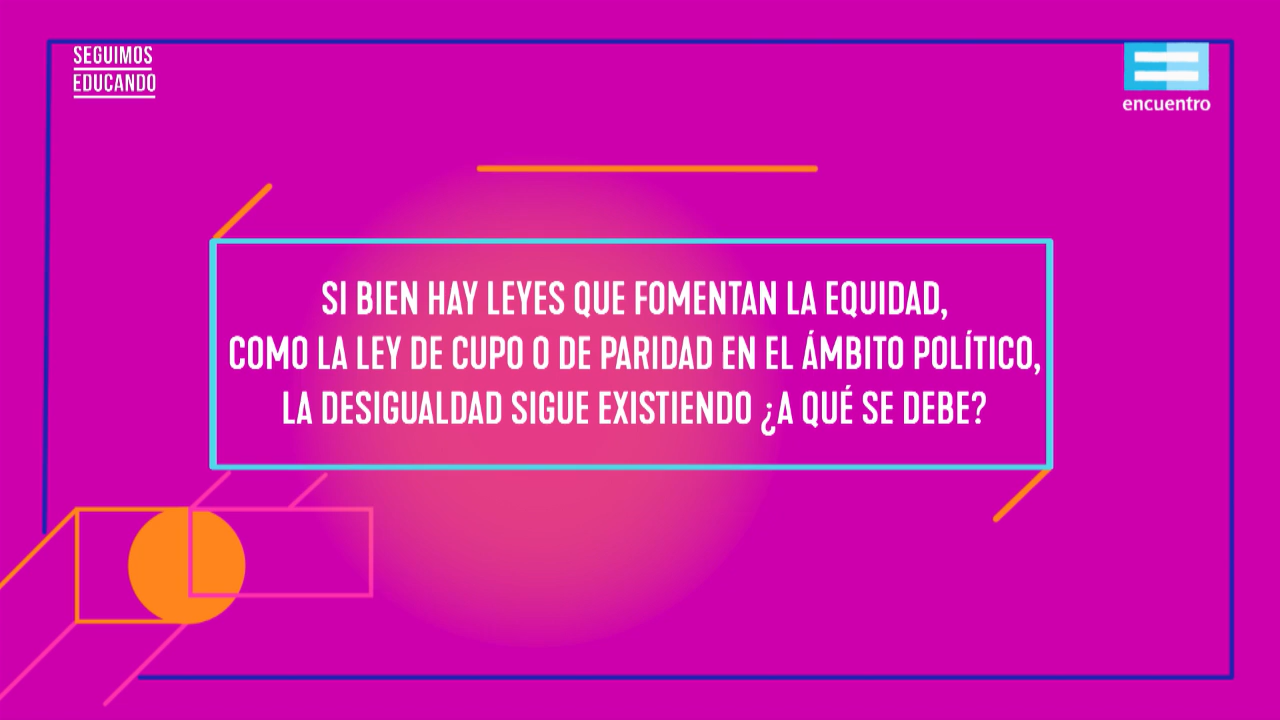 SEGUIMOS
EDUCANDO
encuentro
SI BIEN HAY LEYES QUE FOMENTAN LA EQUIDAD,
COMO LA LEY DE CUPO O DE PARIDAD EN EL ÁMBITO POLÍTICO,
LA DESIGUALDAD SIGUE EXISTIENDO ¿A QUÉ SE DEBE?